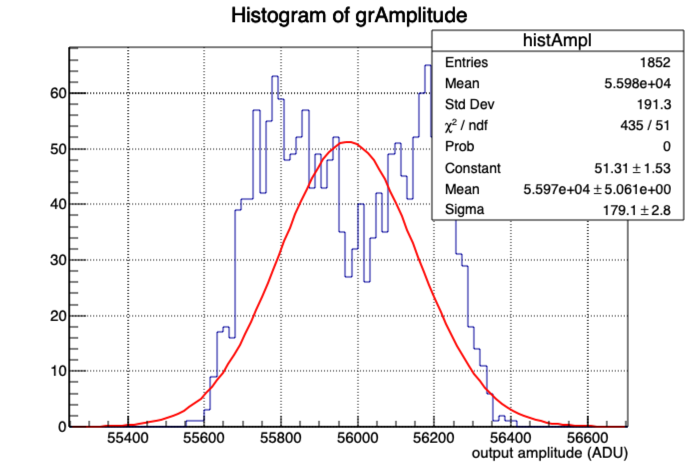 Histogram of grAmplitude
histAmpl
Entries 1852
Mean 5.598e+04
Std Dev 191.3
χ² / ndf 435 / 51
Prob 0
Constant 51.31 ± 1.53
Mean 5.597e+04 ± 5.061e+00
Sigma 179.1 ± 2.8
60
50
40
30
20
10
0
55400 55600 55800 56000 56200 56400 56600
output amplitude (ADU)